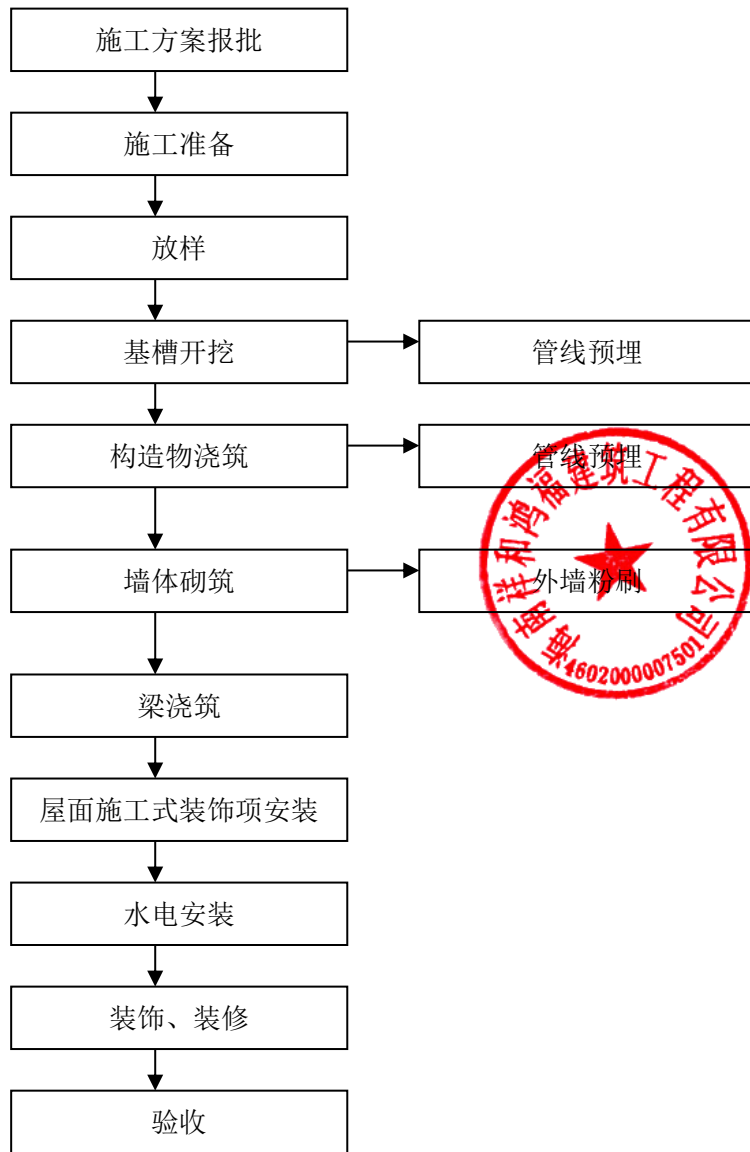 施工方案报批
施工准备
放样
基槽开挖
管线预埋
构造物浇筑
管线预埋
墙体砌筑
外墙粉刷
海南祥和鸿福建筑工程有限公司
4602000007501
梁浇筑
屋面施工式装饰项安装
水电安装
装饰、装修
验收